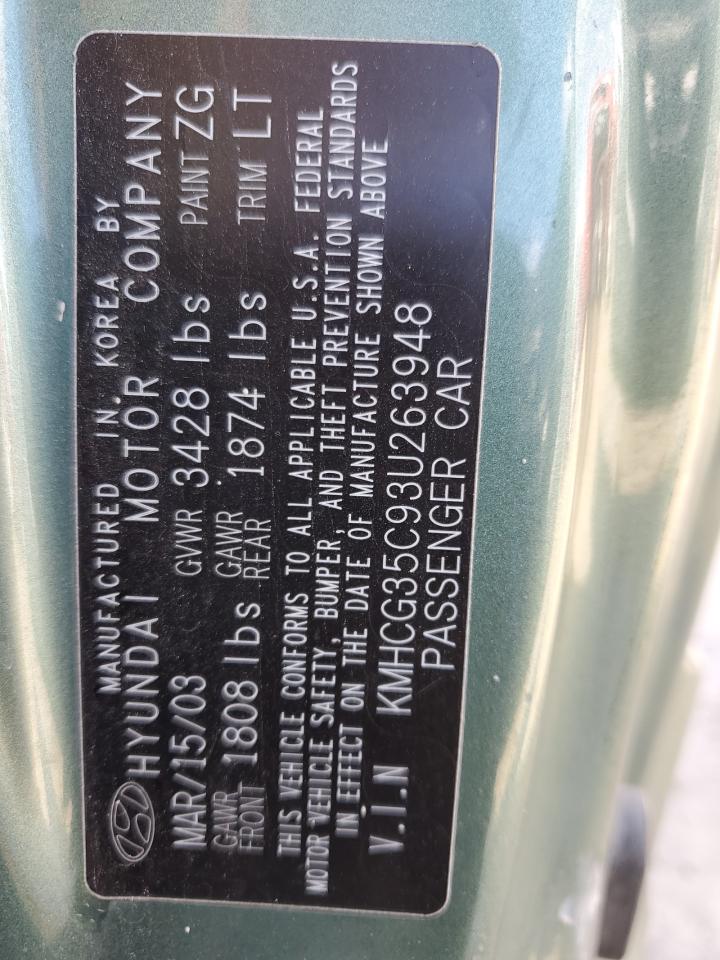 MANUFACTURED IN. KOREA BY
HYUNDAI MOTOR COMPANY
MAR/15/03 GVWR 3428 lbs PAINT ZG
GAWR FRONT 1808 lbs GAWR REAR 1874 lbs TRIM LT
THIS VEHICLE CONFORMS TO ALL APPLICABLE U.S.A. FEDERAL
MOTOR VEHICLE SAFETY, BUMPER, AND THEFT PREVENTION STANDARDS
IN EFFECT ON THE DATE OF MANUFACTURE SHOWN ABOVE
V.I.N KMHCG35C93U263948
PASSENGER CAR